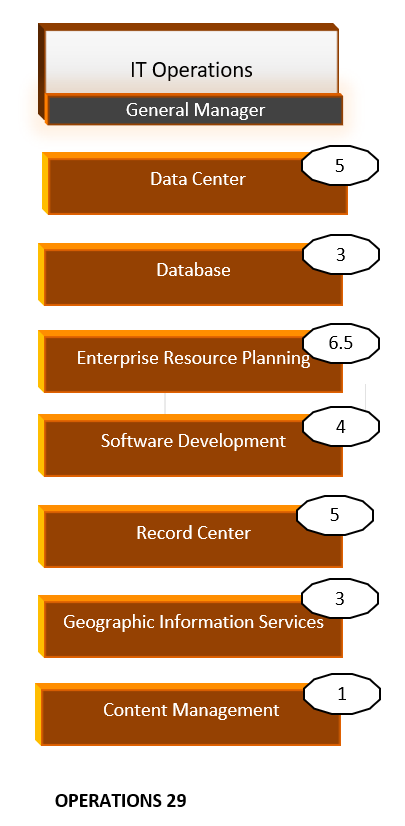 IT Operations
General Manager
5
Data Center
3
Database
6.5
Enterprise Resource Planning
4
Software Development
5
Record Center
3
Geographic Information Services
1
Content Management
OPERATIONS 29